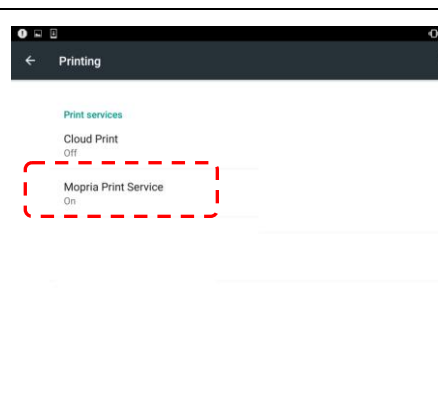 Printing
Print services
Cloud Print
Off
Mopria Print Service
On